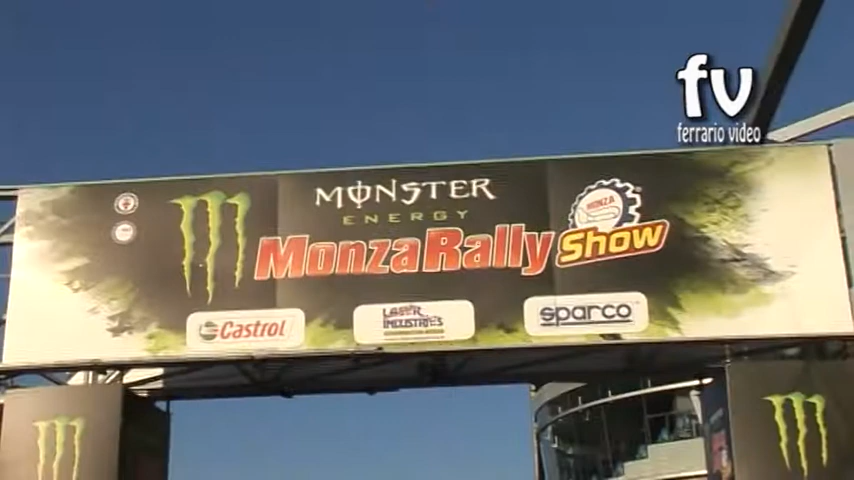 fv
ferrario video
MONSTER
ENERGY
MONZA
MonzaRally Show
Castrol
LASER
INDUSTRIES
sparco